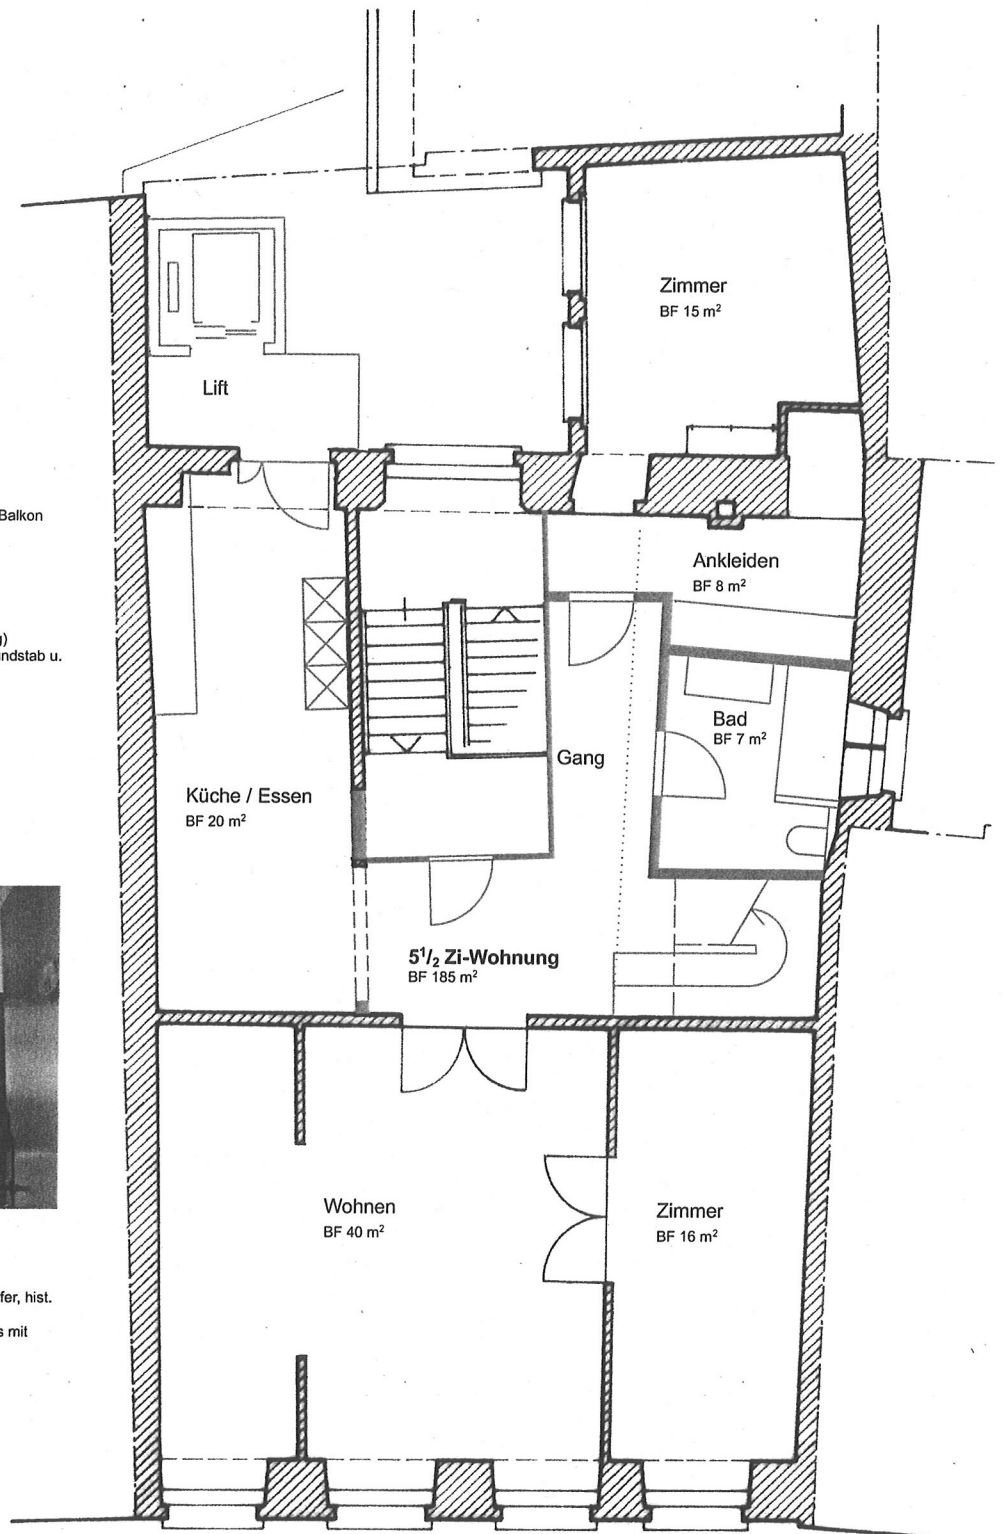 Zimmer
BF 15 m²
Lift
Balkon
Ankleiden
BF 8 m²
g)
ndstab u.
Bad
BF 7 m²
Gang
Küche / Essen
BF 20 m²
5¹/₂ Zi-Wohnung
BF 185 m²
Wohnen
BF 40 m²
Zimmer
BF 16 m²
fer, hist.
s mit